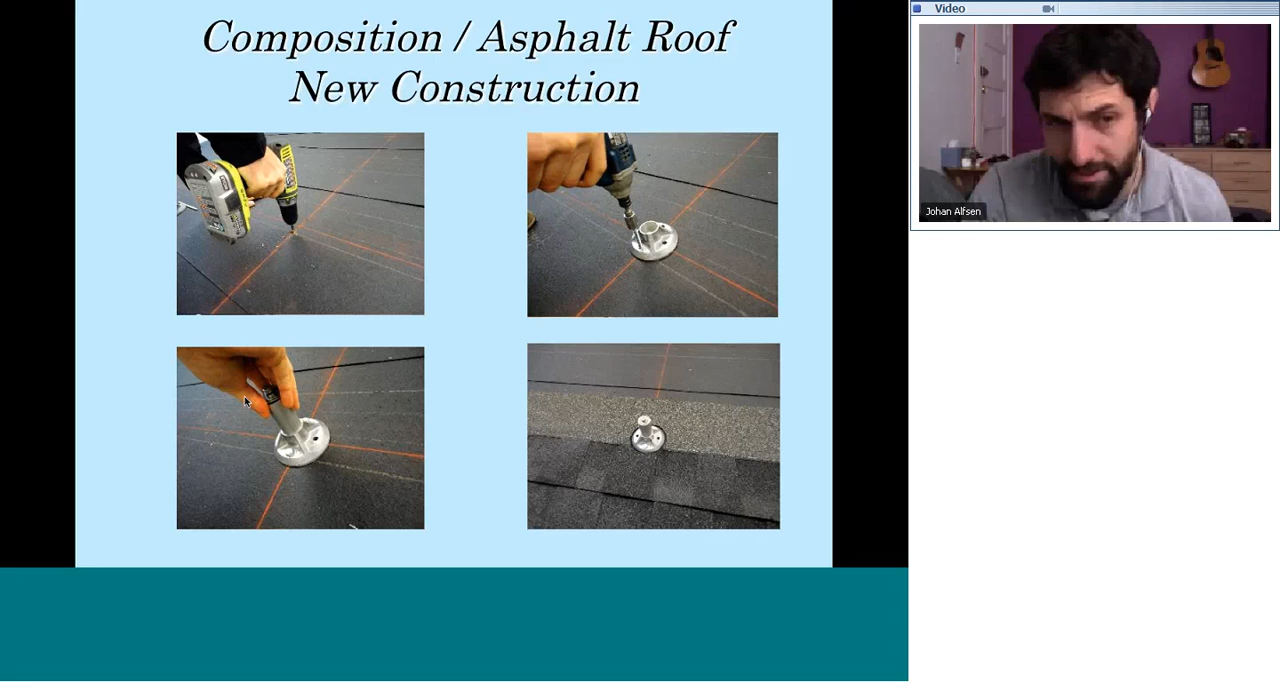 Composition / Asphalt Roof
New Construction
Video
Johan Alfsen